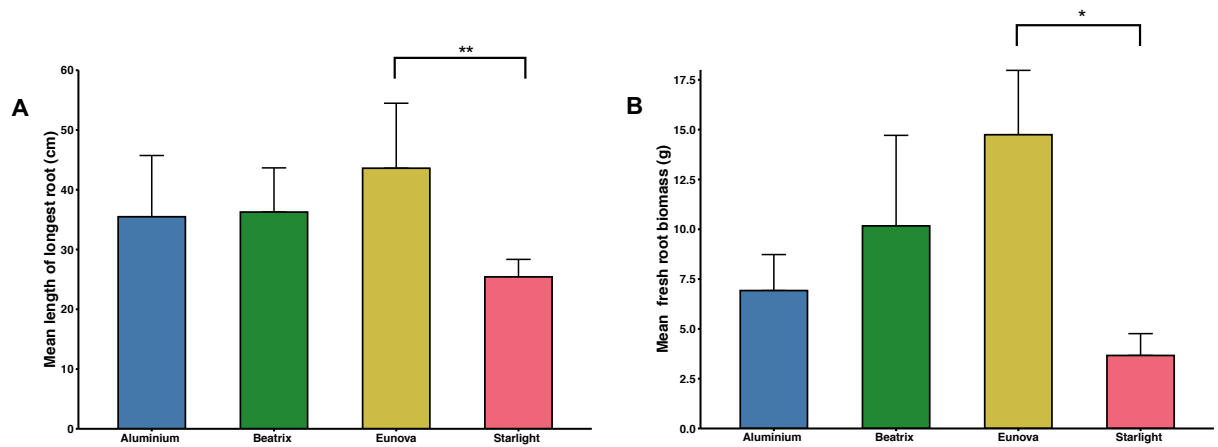 A
**
Mean length of longest root (cm)
60
50
40
30
20
10
0
Aluminium Beatrix Eunova Starlight
B
*
Mean fresh root biomass (g)
17.5
15.0
12.5
10.0
7.5
5.0
2.5
0.0
Aluminium Beatrix Eunova Starlight